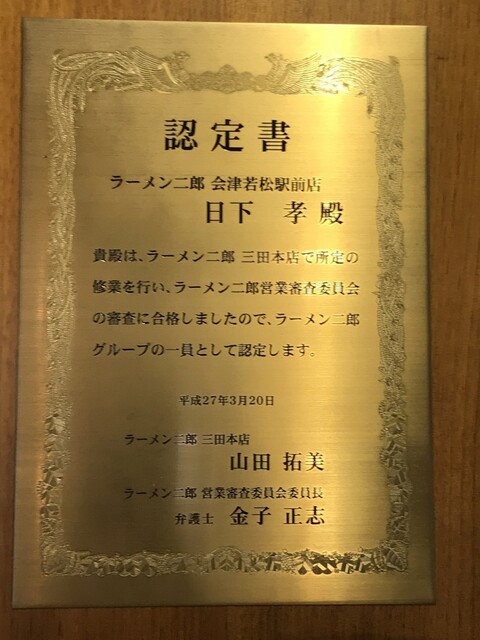 認定書
ラーメン二郎 会津若松駅前店
日下 孝 殿
貴殿は、ラーメン二郎 三田本店で所定の
修業を行い、ラーメン二郎営業審査委員会
の審査に合格しましたので、ラーメン二郎
グループの一員として認定します。
平成27年3月20日
ラーメン二郎 三田本店
山田 拓美
ラーメン二郎 営業審査委員会委員長
弁護士 金子 正志